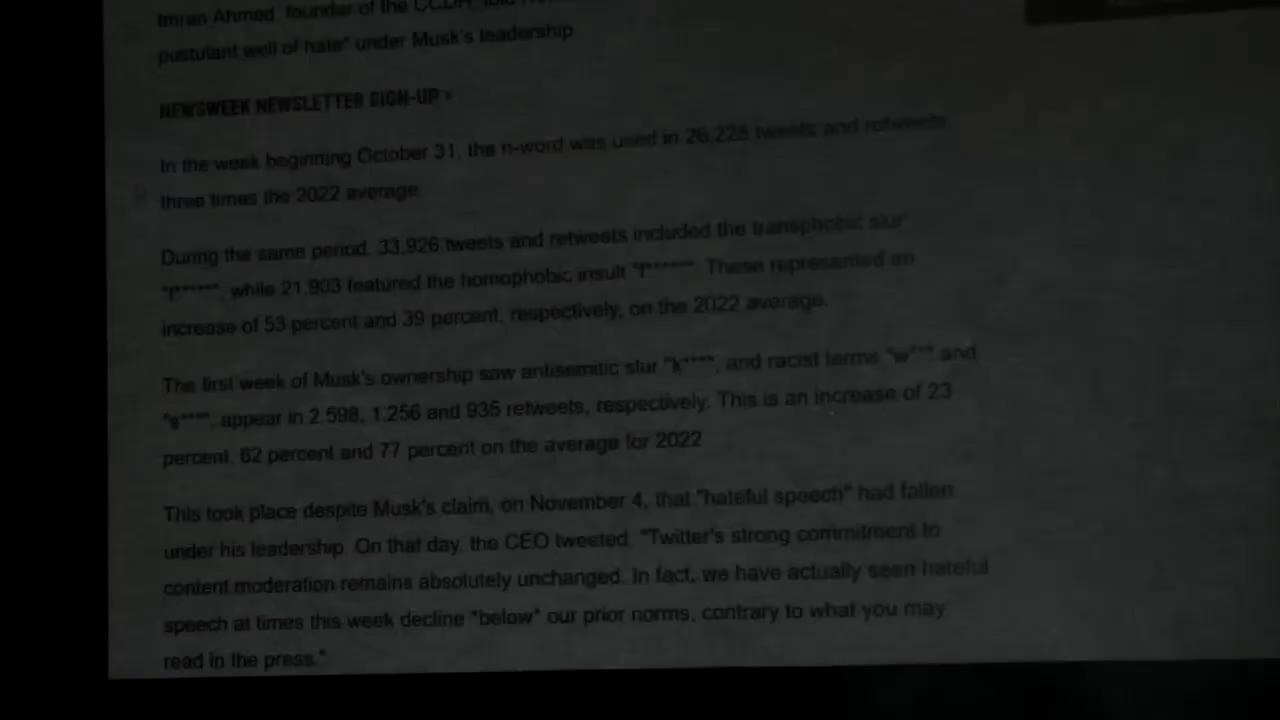 Imran Ahmed, founder of the CCDH, told
pustulant well of hate" under Musk's leadership.
NEWSWEEK NEWSLETTER SIGN-UP >
In the week beginning October 31, the n-word was used in 26,228 tweets and retweets
three times the 2022 average.
During the same period, 33,926 tweets and retweets included the transphobic slur
"t*****", while 21,903 featured the homophobic insult "f******". These represented an
increase of 53 percent and 39 percent, respectively, on the 2022 average.
The first week of Musk's ownership saw antisemitic slur "k****", and racist terms "w***" and
"s****", appear in 2,598, 1,256 and 935 retweets, respectively. This is an increase of 23
percent, 62 percent and 77 percent on the average for 2022
This took place despite Musk's claim, on November 4, that "hateful speech" had fallen
under his leadership. On that day, the CEO tweeted: "Twitter's strong commitment to
content moderation remains absolutely unchanged. In fact, we have actually seen hateful
speech at times this week decline *below* our prior norms, contrary to what you may
read in the press."